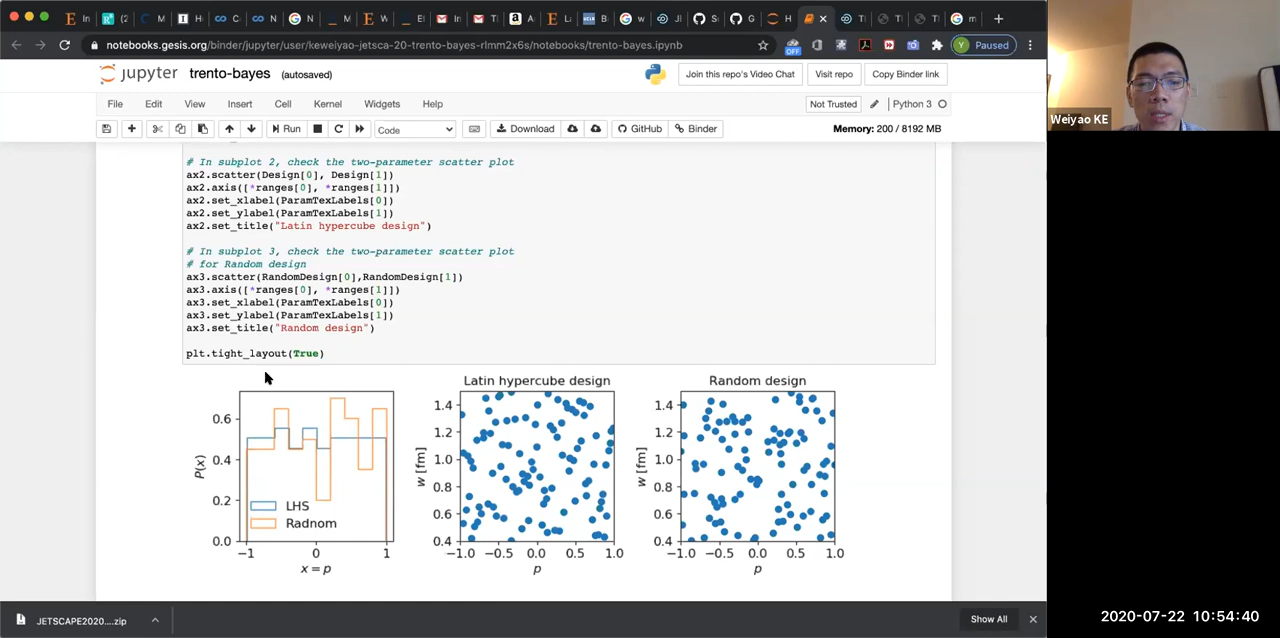 notebooks.gesis.org/binder/jupyter/user/keweiyao-jetsca-20-trento-bayes-rlmm2x6s/notebooks/trento-bayes.ipynb
OFF
Y Paused
jupyter trento-bayes (autosaved)
Join this repo's Video Chat Visit repo Copy Binder link
File Edit View Insert Cell Kernel Widgets Help
Not Trusted Python 3
Run Code Download GitHub Binder Memory: 200 / 8192 MB
# In subplot 2, check the two-parameter scatter plot
ax2.scatter(Design[0], Design[1])
ax2.axis([*ranges[0], *ranges[1]])
ax2.set_xlabel(ParamTexLabels[0])
ax2.set_ylabel(ParamTexLabels[1])
ax2.set_title("Latin hypercube design")
# In subplot 3, check the two-parameter scatter plot
# for Random design
ax3.scatter(RandomDesign[0],RandomDesign[1])
ax3.axis([*ranges[0], *ranges[1]])
ax3.set_xlabel(ParamTexLabels[0])
ax3.set_ylabel(ParamTexLabels[1])
ax3.set_title("Random design")
plt.tight_layout(True)
P(x)
0.6
0.4
0.2
0.0
LHS
Radnom
−1 0 1
x = p
Latin hypercube design
w [fm]
1.4
1.2
1.0
0.8
0.6
0.4
−1.0 −0.5 0.0 0.5 1.0
p
Random design
w [fm]
1.4
1.2
1.0
0.8
0.6
0.4
−1.0 −0.5 0.0 0.5 1.0
p
JETSCAPE2020....zip
Show All
Weiyao KE
2020-07-22 10:54:40